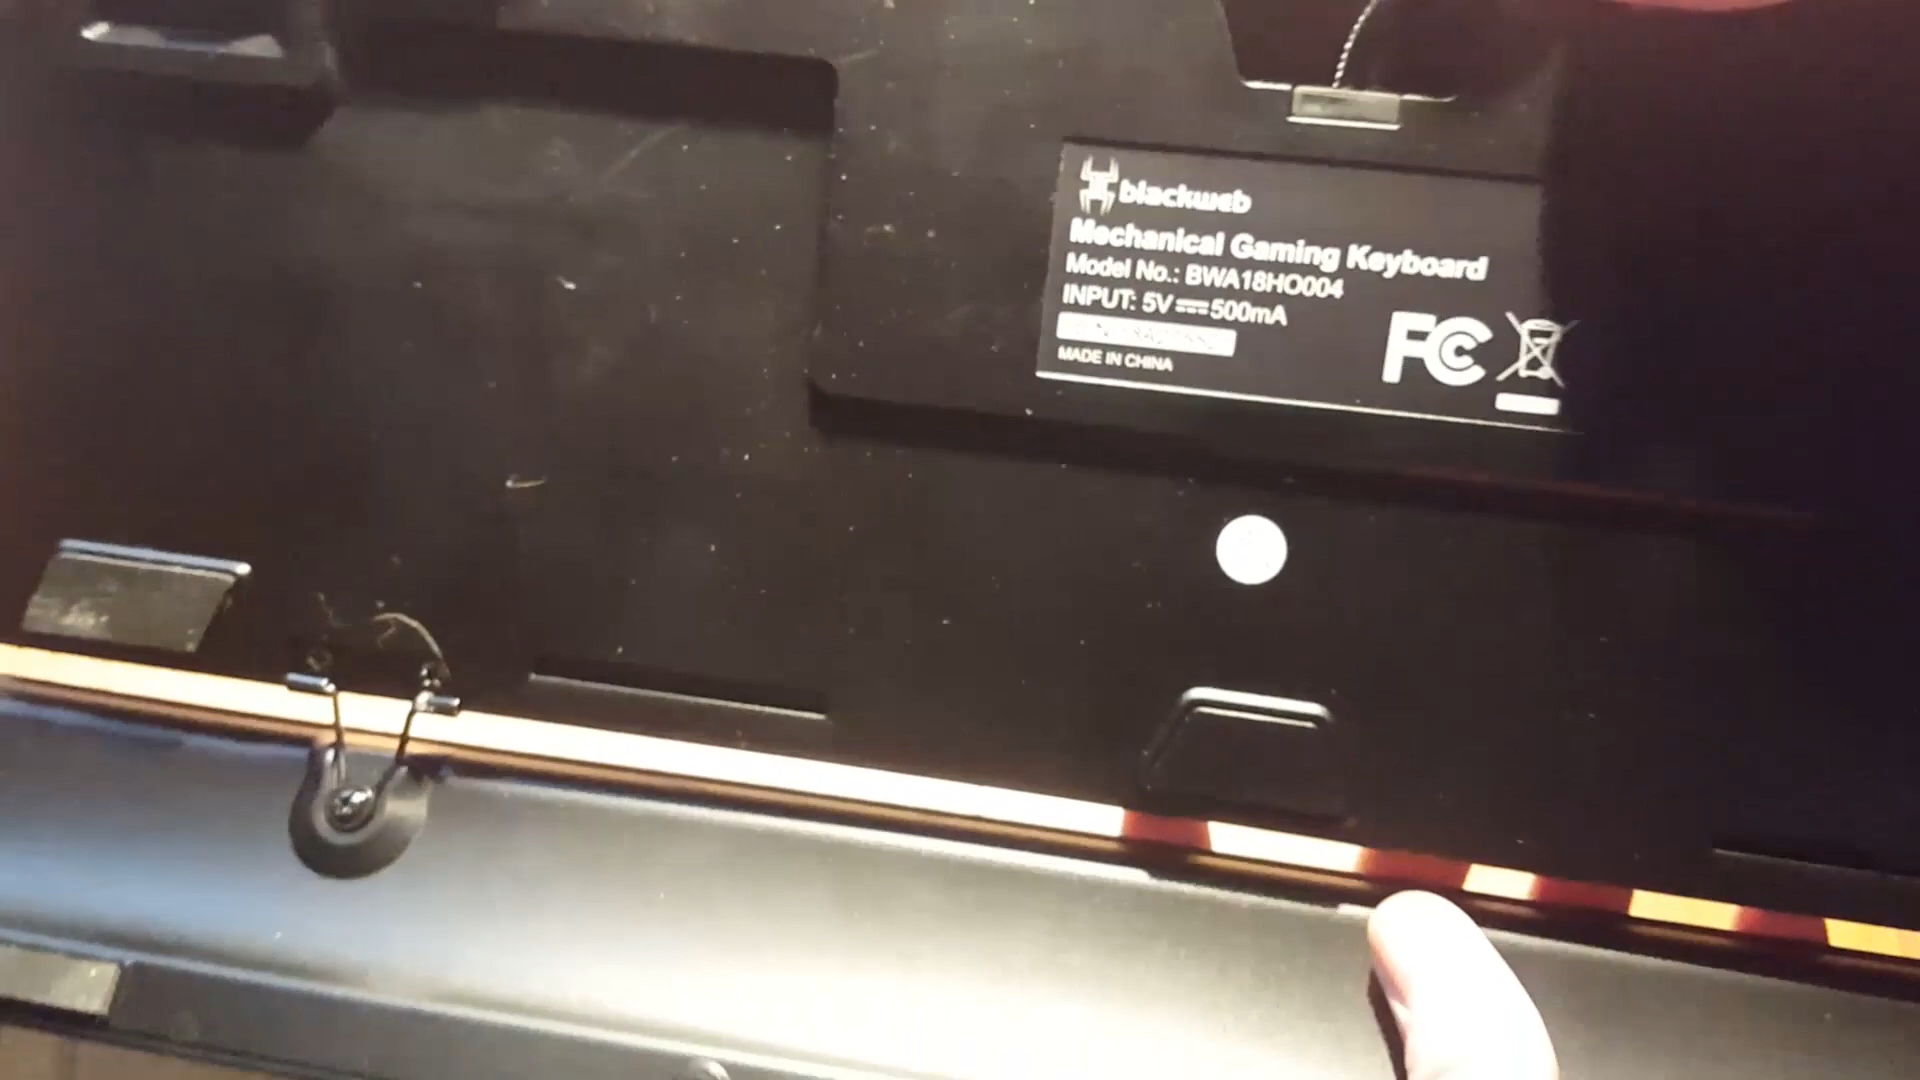 blackweb
Mechanical Gaming Keyboard
Model No.: BWA18HO004
INPUT: 5V⎓500mA
MADE IN CHINA
FC